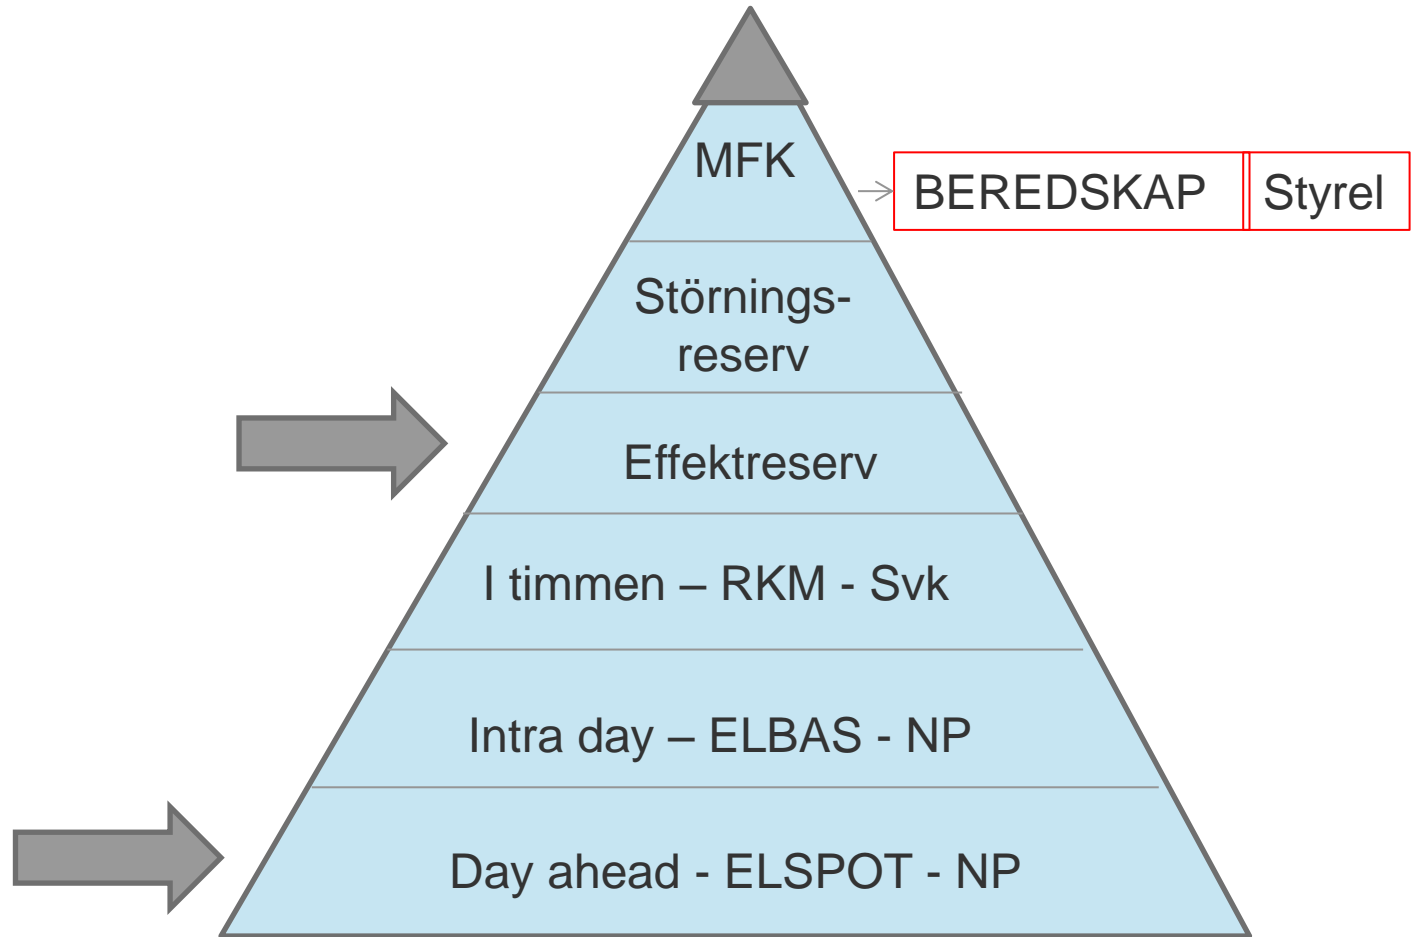 MFK
BEREDSKAP
Styrel
Störnings-
reserv
Effektreserv
I timmen – RKM - Svk
Intra day – ELBAS - NP
Day ahead - ELSPOT - NP